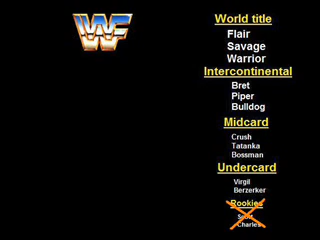 WF
World title
Flair
Savage
Warrior
Intercontinental
Bret
Piper
Bulldog
Midcard
Crush
Tatanka
Bossman
Undercard
Virgil
Berzerker
Rookies
Charles